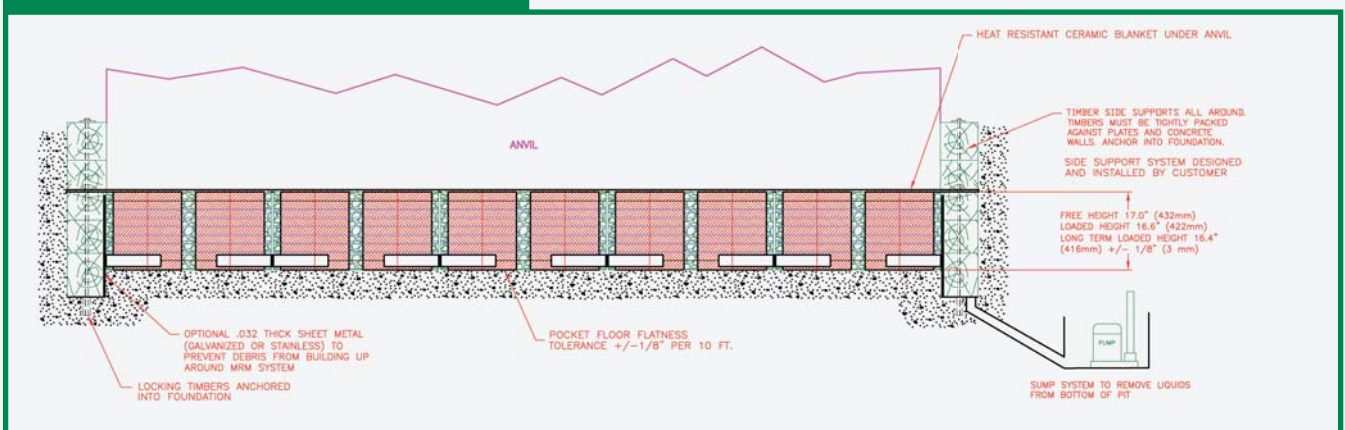 HEAT RESISTANT CERAMIC BLANKET UNDER ANVIL
TIMBER SIDE SUPPORTS ALL AROUND.
TIMBERS MUST BE TIGHTLY PACKED
AGAINST PLATES AND CONCRETE
WALLS. ANCHOR INTO FOUNDATION.
SIDE SUPPORT SYSTEM DESIGNED
AND INSTALLED BY CUSTOMER
ANVIL
FREE HEIGHT 17.0" (432mm)
LOADED HEIGHT 16.6" (422mm)
LONG TERM LOADED HEIGHT 16.4"
(416mm) +/- 1/8" (3 mm)
OPTIONAL .032 THICK SHEET METAL
(GALVANIZED OR STAINLESS) TO
PREVENT DEBRIS FROM BUILDING UP
AROUND MRM SYSTEM
POCKET FLOOR FLATNESS
TOLERANCE +/-1/8" PER 10 FT.
LOCKING TIMBERS ANCHORED
INTO FOUNDATION
PUMP
SUMP SYSTEM TO REMOVE LIQUIDS
FROM BOTTOM OF PIT